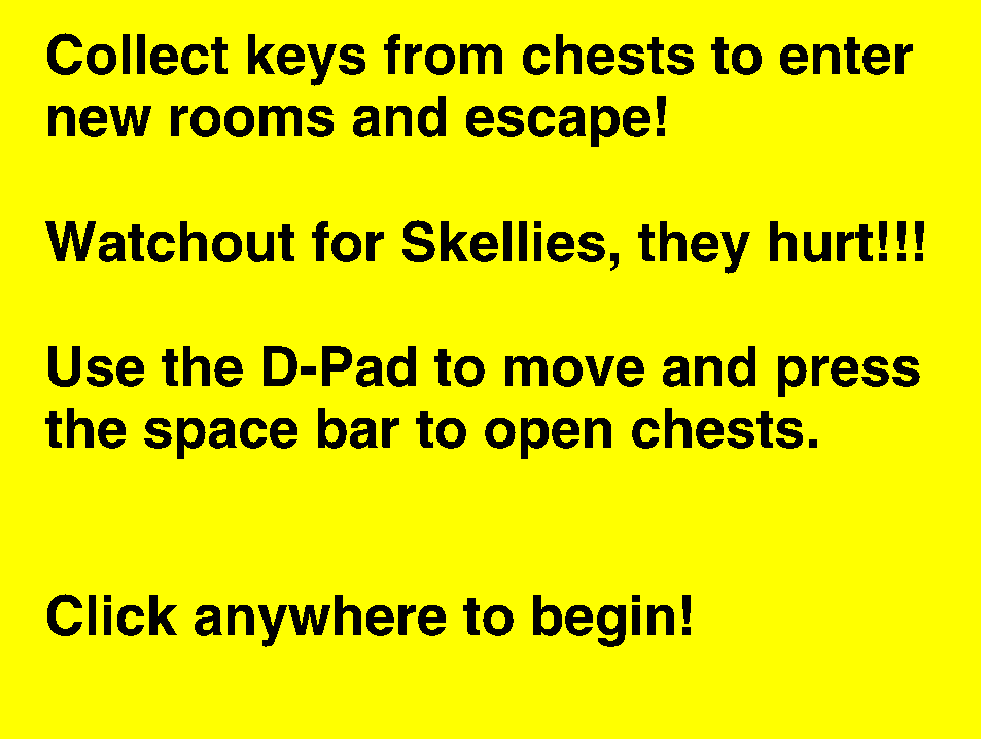 Collect keys from chests to enter
new rooms and escape!
Watchout for Skellies, they hurt!!!
Use the D-Pad to move and press
the space bar to open chests.
Click anywhere to begin!